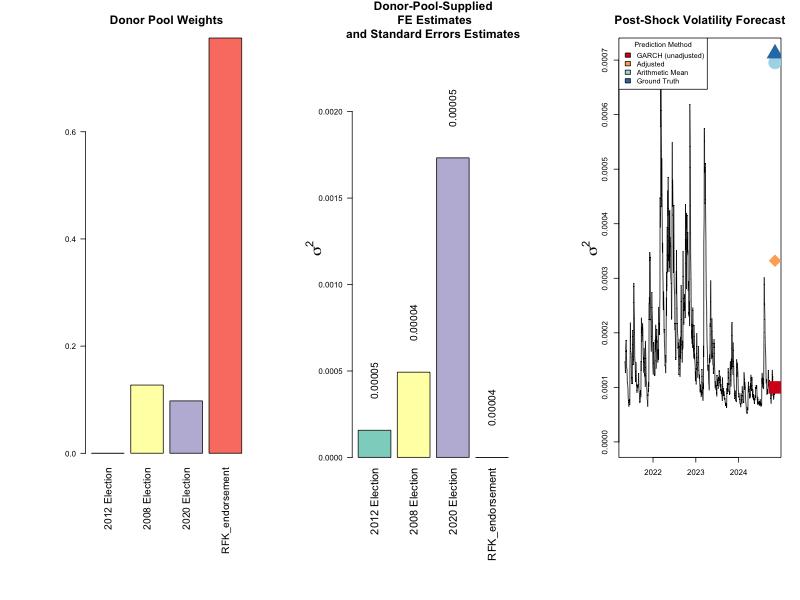 Donor Pool Weights
0.6
0.4
0.2
0.0
2012 Election
2008 Election
2020 Election
RFK_endorsement
Donor-Pool-Supplied
FE Estimates
and Standard Errors Estimates
σ2
0.0020
0.0015
0.0010
0.0005
0.0000
0.00005
0.00004
0.00005
0.00004
2012 Election
2008 Election
2020 Election
RFK_endorsement
Post-Shock Volatility Forecast
Prediction Method
GARCH (unadjusted)
Adjusted
Arithmetic Mean
Ground Truth
σ2
0.0007
0.0006
0.0005
0.0004
0.0003
0.0002
0.0001
0.0000
2022
2023
2024